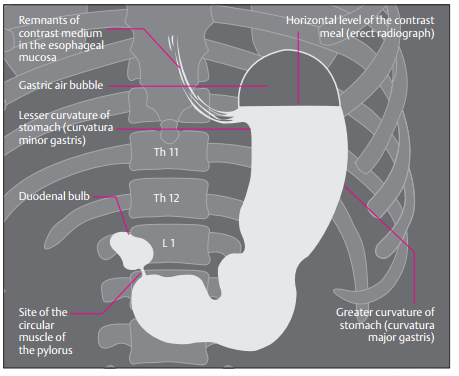 Remnants of
contrast medium
in the esophageal
mucosa
Horizontal level of the contrast
meal (erect radiograph)
Gastric air bubble
Lesser curvature of
stomach (curvatura
minor gastris)
Th 11
Duodenal bulb
Th 12
L 1
Site of the
circular
muscle of
the pylorus
Greater curvature of
stomach (curvatura
major gastris)